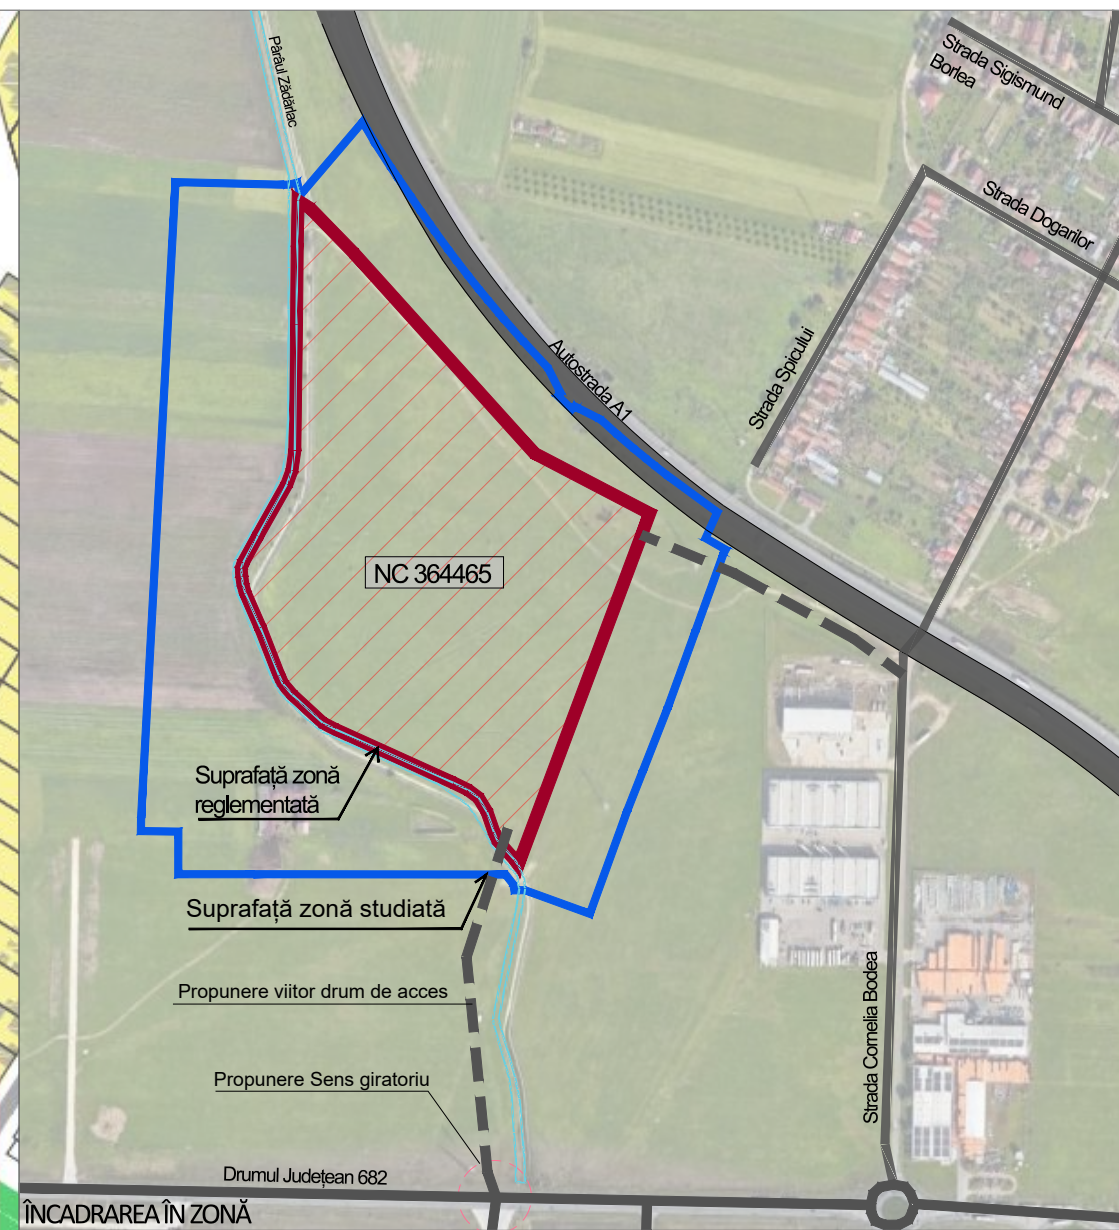 Pârâul Zădărlac
Strada Sigismund
Borlea
Strada Dogarilor
Strada Spicului
Autostrada A1
NC 364465
Suprafață zonă
reglementată
Suprafață zonă studiată
Propunere viitor drum de acces
Propunere Sens giratoriu
Strada Cornelia Bodea
Drumul Județean 682
ÎNCADRAREA ÎN ZONĂ